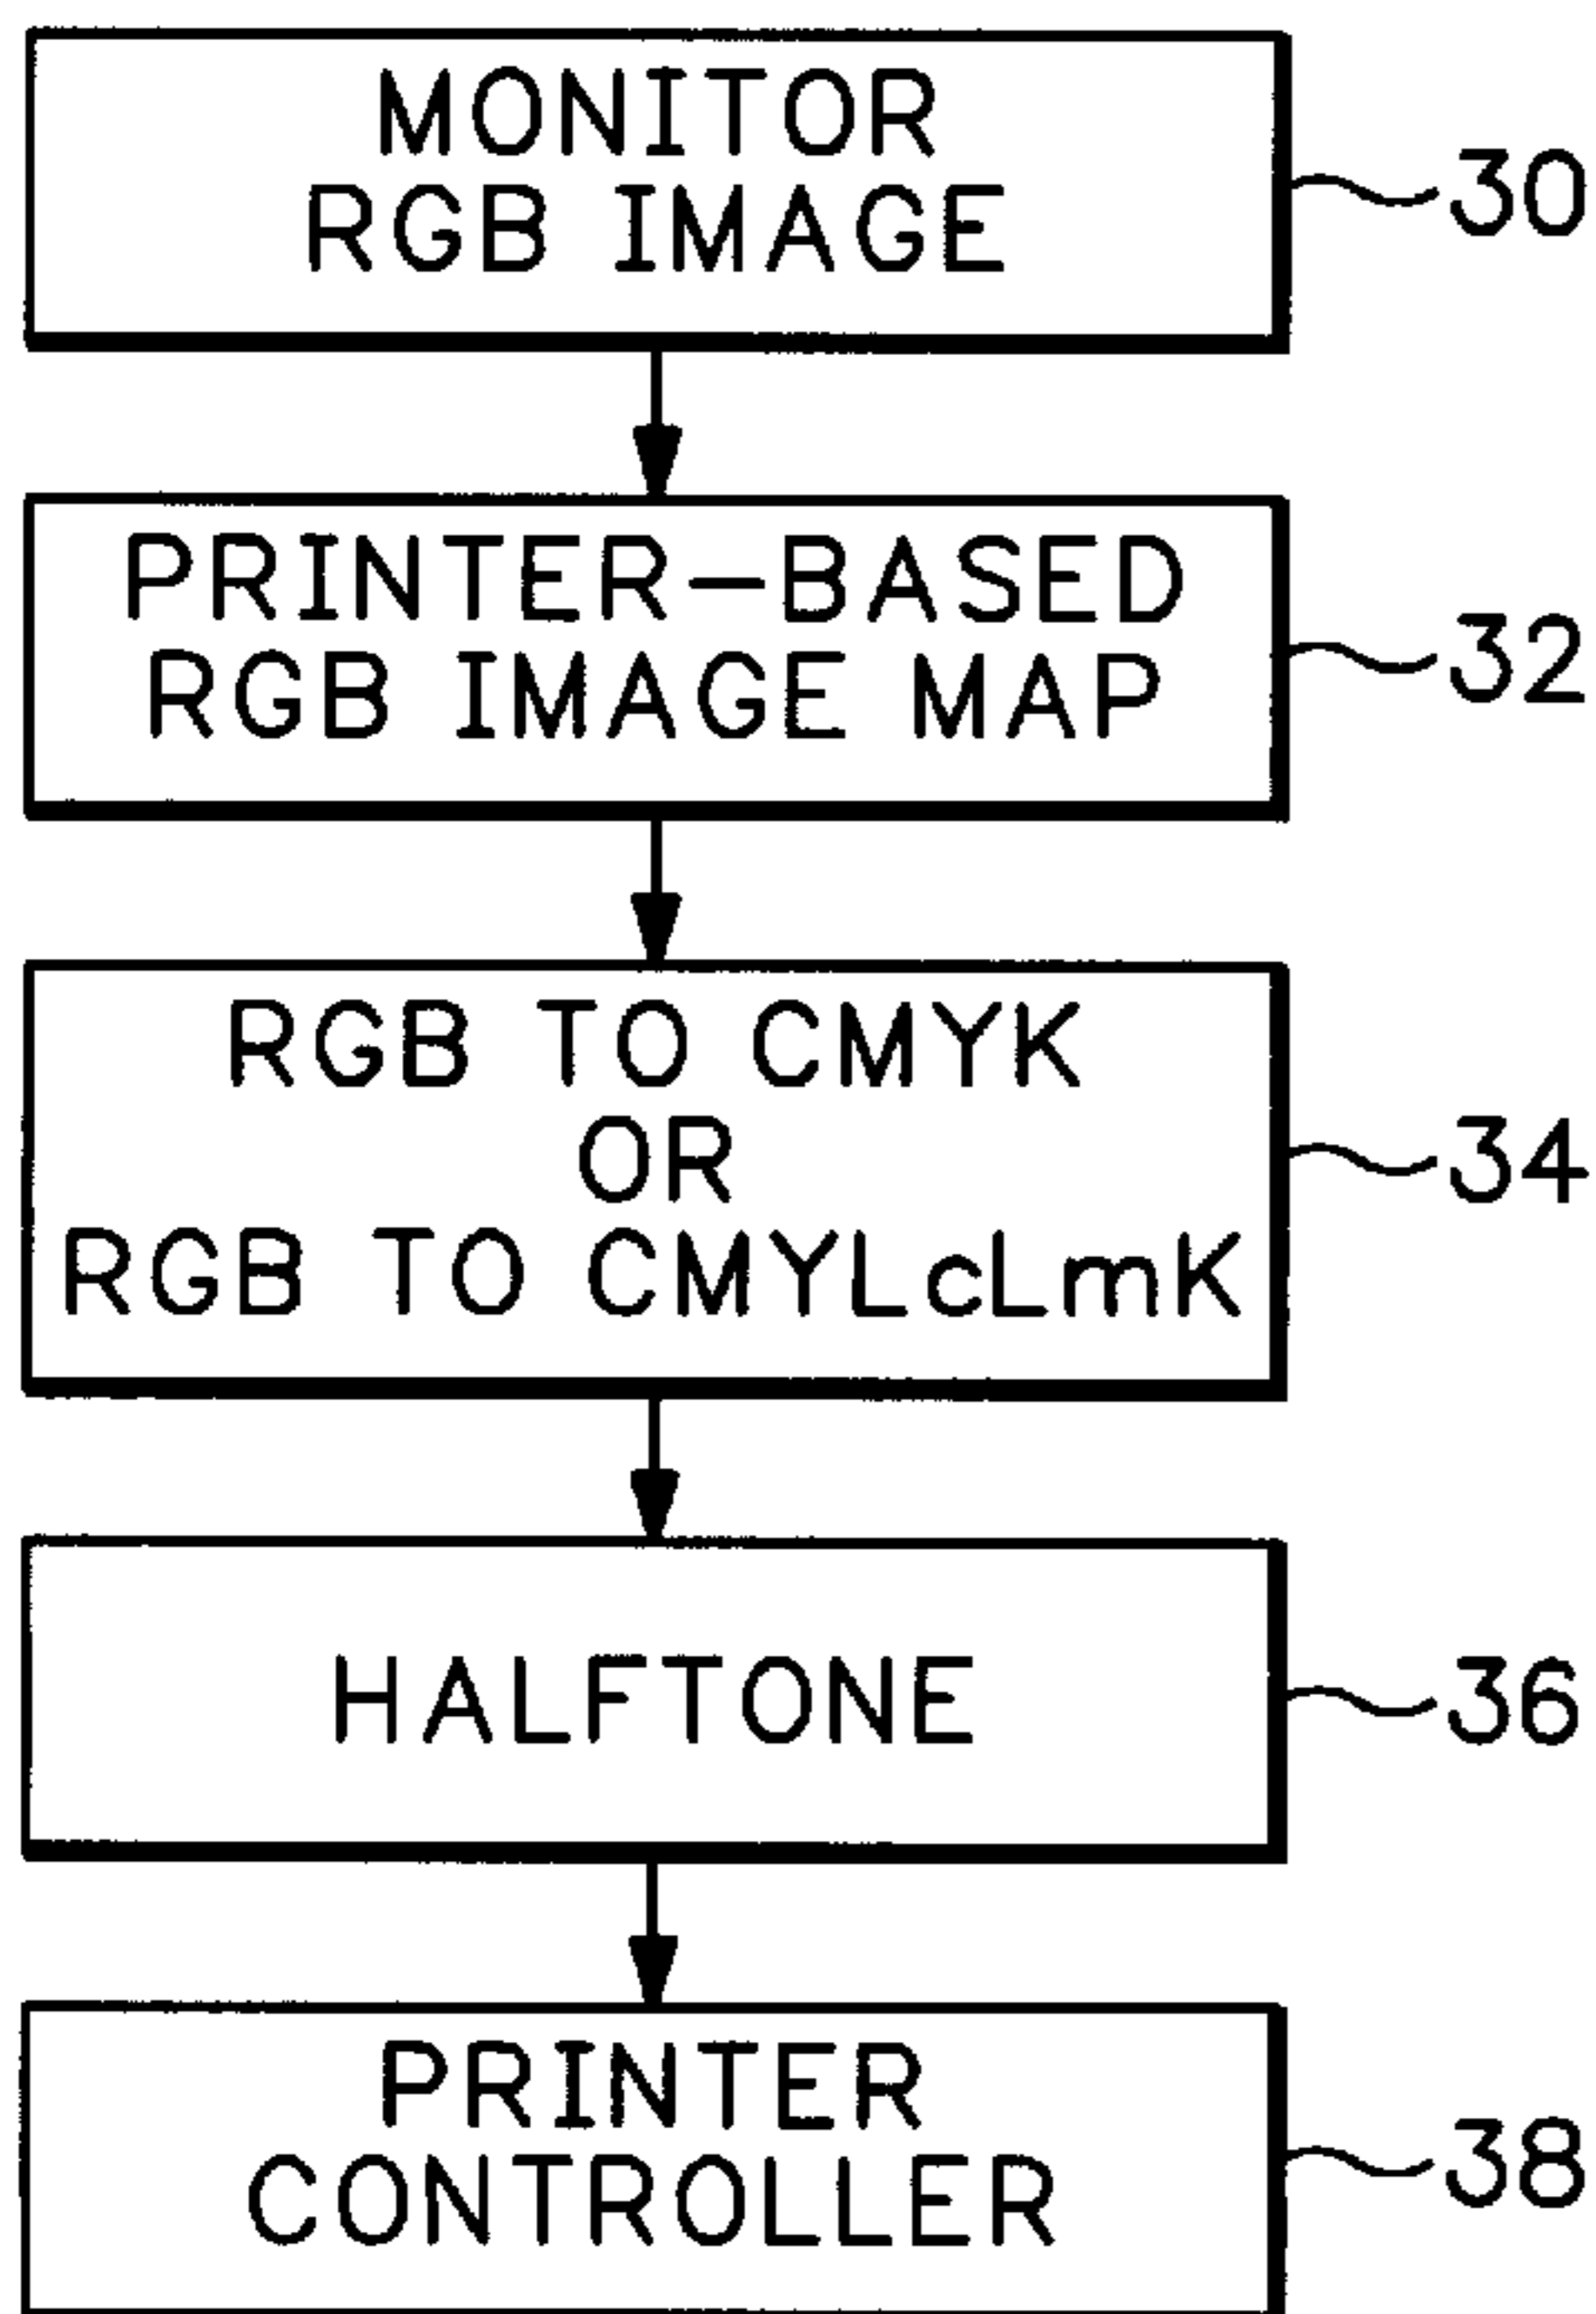 MONITOR
RGB IMAGE
30
PRINTER-BASED
RGB IMAGE MAP
32
RGB TO CMYK
OR
RGB TO CMYLcLmK
34
HALFTONE
36
PRINTER
CONTROLLER
38